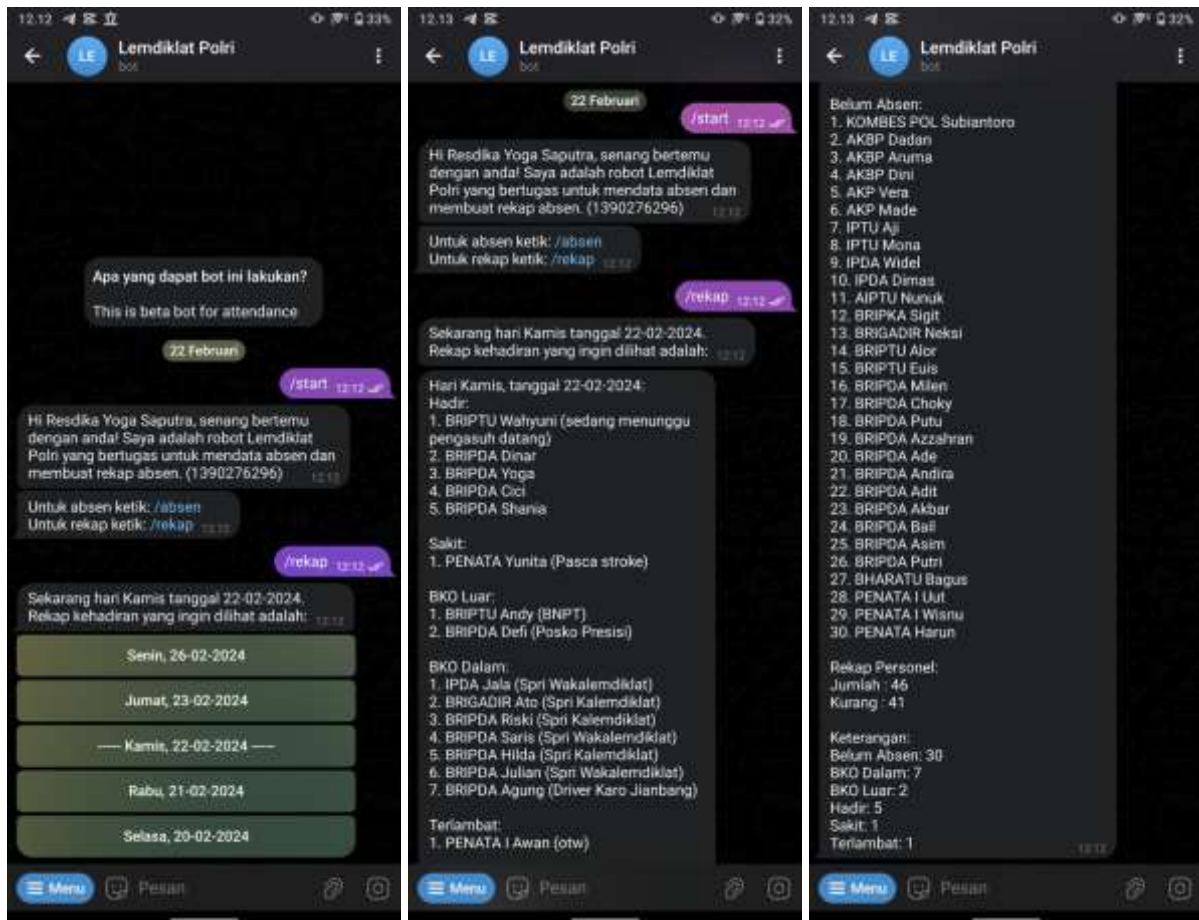 12.12
33%
LE
Lemdiklat Polri
bot
Apa yang dapat bot ini lakukan?
This is beta bot for attendance
22 Februari
/start 12:12
Hi Resdika Yoga Saputra, senang bertemu
dengan anda! Saya adalah robot Lemdiklat
Polri yang bertugas untuk mendata absen dan
membuat rekap absen. (1390276296) 12:12
Untuk absen ketik: /absen
Untuk rekap ketik: /rekap 12:12
/rekap 12:12
Sekarang hari Kamis tanggal 22-02-2024.
Rekap kehadiran yang ingin dilihat adalah: 12:12
Senin, 26-02-2024
Jumat, 23-02-2024
----- Kamis, 22-02-2024 -----
Rabu, 21-02-2024
Selasa, 20-02-2024
Menu
Pesan
12.13
32%
LE
Lemdiklat Polri
bot
22 Februari
/start 12:12
Hi Resdika Yoga Saputra, senang bertemu
dengan anda! Saya adalah robot Lemdiklat
Polri yang bertugas untuk mendata absen dan
membuat rekap absen. (1390276296) 12:12
Untuk absen ketik: /absen
Untuk rekap ketik: /rekap 12:12
/rekap 12:12
Sekarang hari Kamis tanggal 22-02-2024.
Rekap kehadiran yang ingin dilihat adalah: 12:12
Hari Kamis, tanggal 22-02-2024:
Hadir:
1. BRIPTU Wahyuni (sedang menunggu
pengasuh datang)
2. BRIPDA Dinar
3. BRIPDA Yoga
4. BRIPDA Cici
5. BRIPDA Shania
Sakit:
1. PENATA Yunita (Pasca stroke)
BKO Luar:
1. BRIPTU Andy (BNPT)
2. BRIPDA Defi (Posko Presisi)
BKO Dalam:
1. IPDA Jala (Spri Wakalemdiklat)
2. BRIGADIR Ato (Spri Kalemdiklat)
3. BRIPDA Riski (Spri Kalemdiklat)
4. BRIPDA Saris (Spri Wakalemdiklat)
5. BRIPDA Hilda (Spri Kalemdiklat)
6. BRIPDA Julian (Spri Wakalemdiklat)
7. BRIPDA Agung (Driver Karo Jianbang)
Terlambat:
1. PENATA I Awan (otw)
Menu
Pesan
12.13
32%
LE
Lemdiklat Polri
bot
Belum Absen:
1. KOMBES POL Subiantoro
2. AKBP Dadan
3. AKBP Aruma
4. AKBP Dini
5. AKP Vera
6. AKP Made
7. IPTU Aji
8. IPTU Mona
9. IPDA Widel
10. IPDA Dimas
11. AIPTU Nunuk
12. BRIPKA Sigit
13. BRIGADIR Neksi
14. BRIPTU Alor
15. BRIPTU Euis
16. BRIPDA Milen
17. BRIPDA Choky
18. BRIPDA Putu
19. BRIPDA Azzahran
20. BRIPDA Ade
21. BRIPDA Andira
22. BRIPDA Adit
23. BRIPDA Akbar
24. BRIPDA Bail
25. BRIPDA Asim
26. BRIPDA Putri
27. BHARATU Bagus
28. PENATA I Uut
29. PENATA I Wisnu
30. PENATA Harun
Rekap Personel:
Jumlah : 46
Kurang : 41
Keterangan:
Belum Absen: 30
BKO Dalam: 7
BKO Luar: 2
Hadir: 5
Sakit: 1
Terlambat: 1
12:12
Menu
Pesan